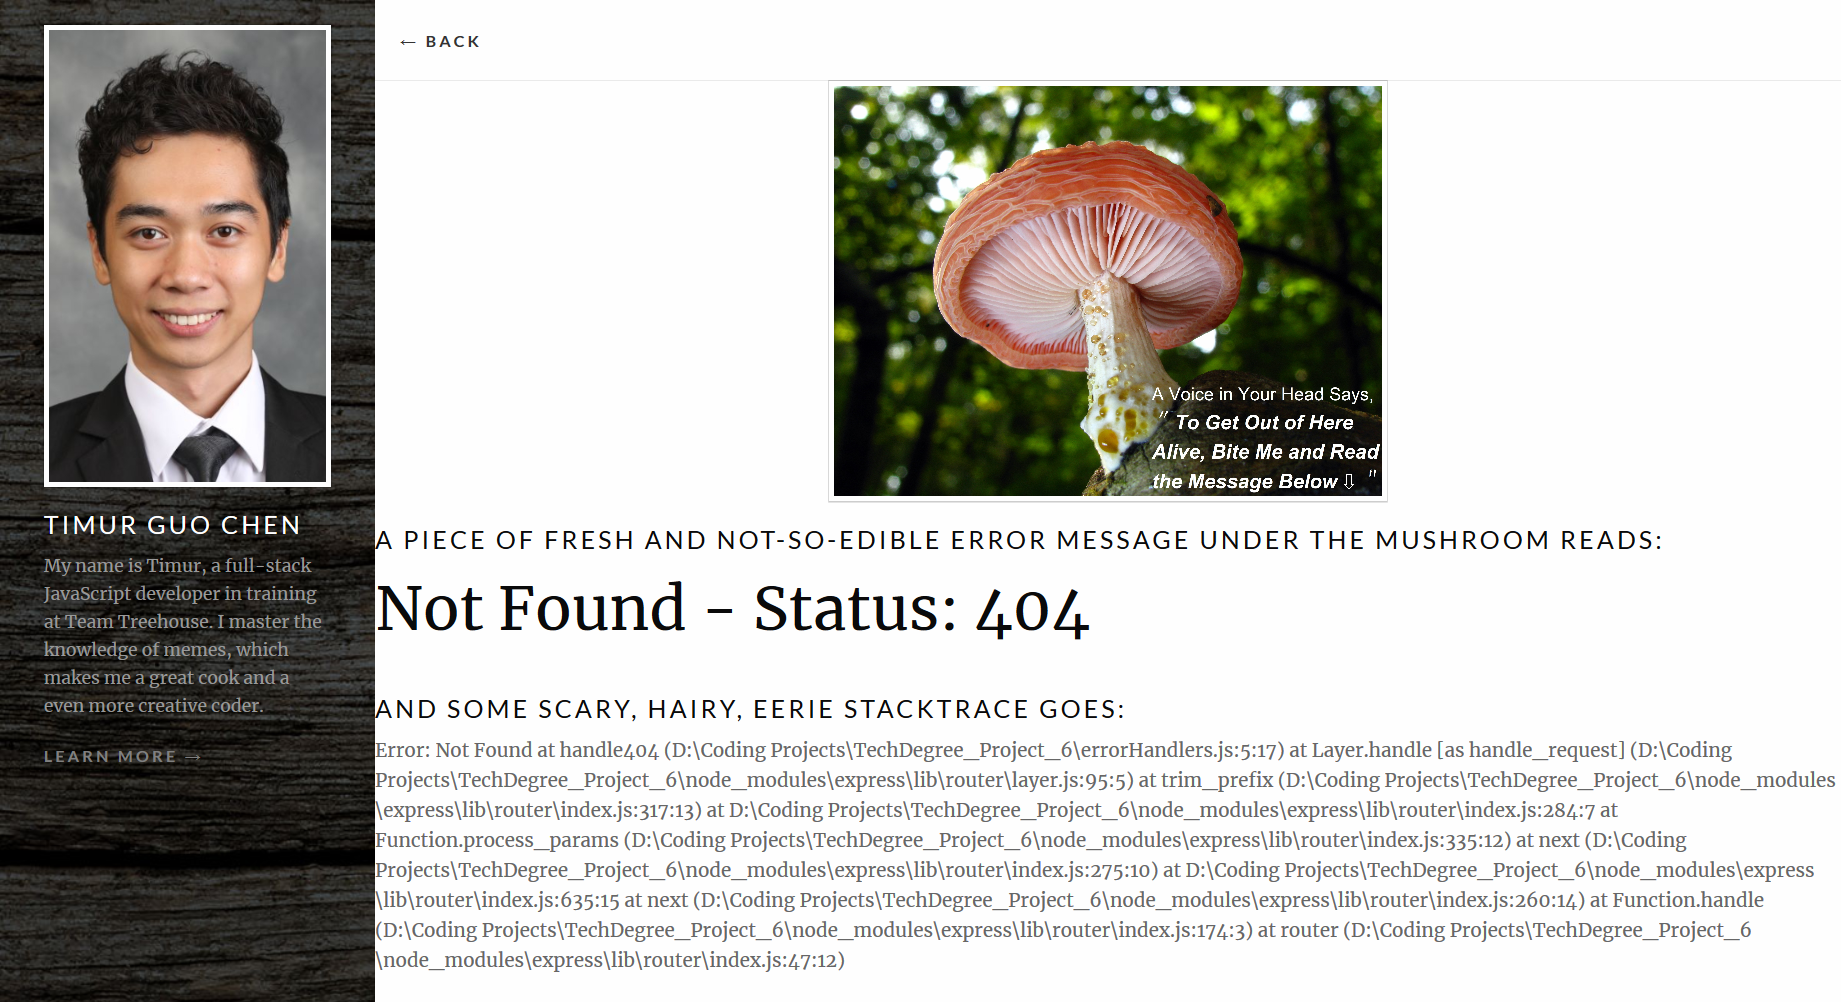 ← BACK
TIMUR GUO CHEN
My name is Timur, a full-stack
JavaScript developer in training
at Team Treehouse. I master the
knowledge of memes, which
makes me a great cook and a
even more creative coder.
LEARN MORE →
A Voice in Your Head Says,
" To Get Out of Here
Alive, Bite Me and Read
the Message Below ⇩ "
A PIECE OF FRESH AND NOT-SO-EDIBLE ERROR MESSAGE UNDER THE MUSHROOM READS:
Not Found - Status: 404
AND SOME SCARY, HAIRY, EERIE STACKTRACE GOES:
Error: Not Found at handle404 (D:\Coding Projects\TechDegree_Project_6\errorHandlers.js:5:17) at Layer.handle [as handle_request] (D:\Coding
Projects\TechDegree_Project_6\node_modules\express\lib\router\layer.js:95:5) at trim_prefix (D:\Coding Projects\TechDegree_Project_6\node_modules
\express\lib\router\index.js:317:13) at D:\Coding Projects\TechDegree_Project_6\node_modules\express\lib\router\index.js:284:7 at
Function.process_params (D:\Coding Projects\TechDegree_Project_6\node_modules\express\lib\router\index.js:335:12) at next (D:\Coding
Projects\TechDegree_Project_6\node_modules\express\lib\router\index.js:275:10) at D:\Coding Projects\TechDegree_Project_6\node_modules\express
\lib\router\index.js:635:15 at next (D:\Coding Projects\TechDegree_Project_6\node_modules\express\lib\router\index.js:260:14) at Function.handle
(D:\Coding Projects\TechDegree_Project_6\node_modules\express\lib\router\index.js:174:3) at router (D:\Coding Projects\TechDegree_Project_6
\node_modules\express\lib\router\index.js:47:12)